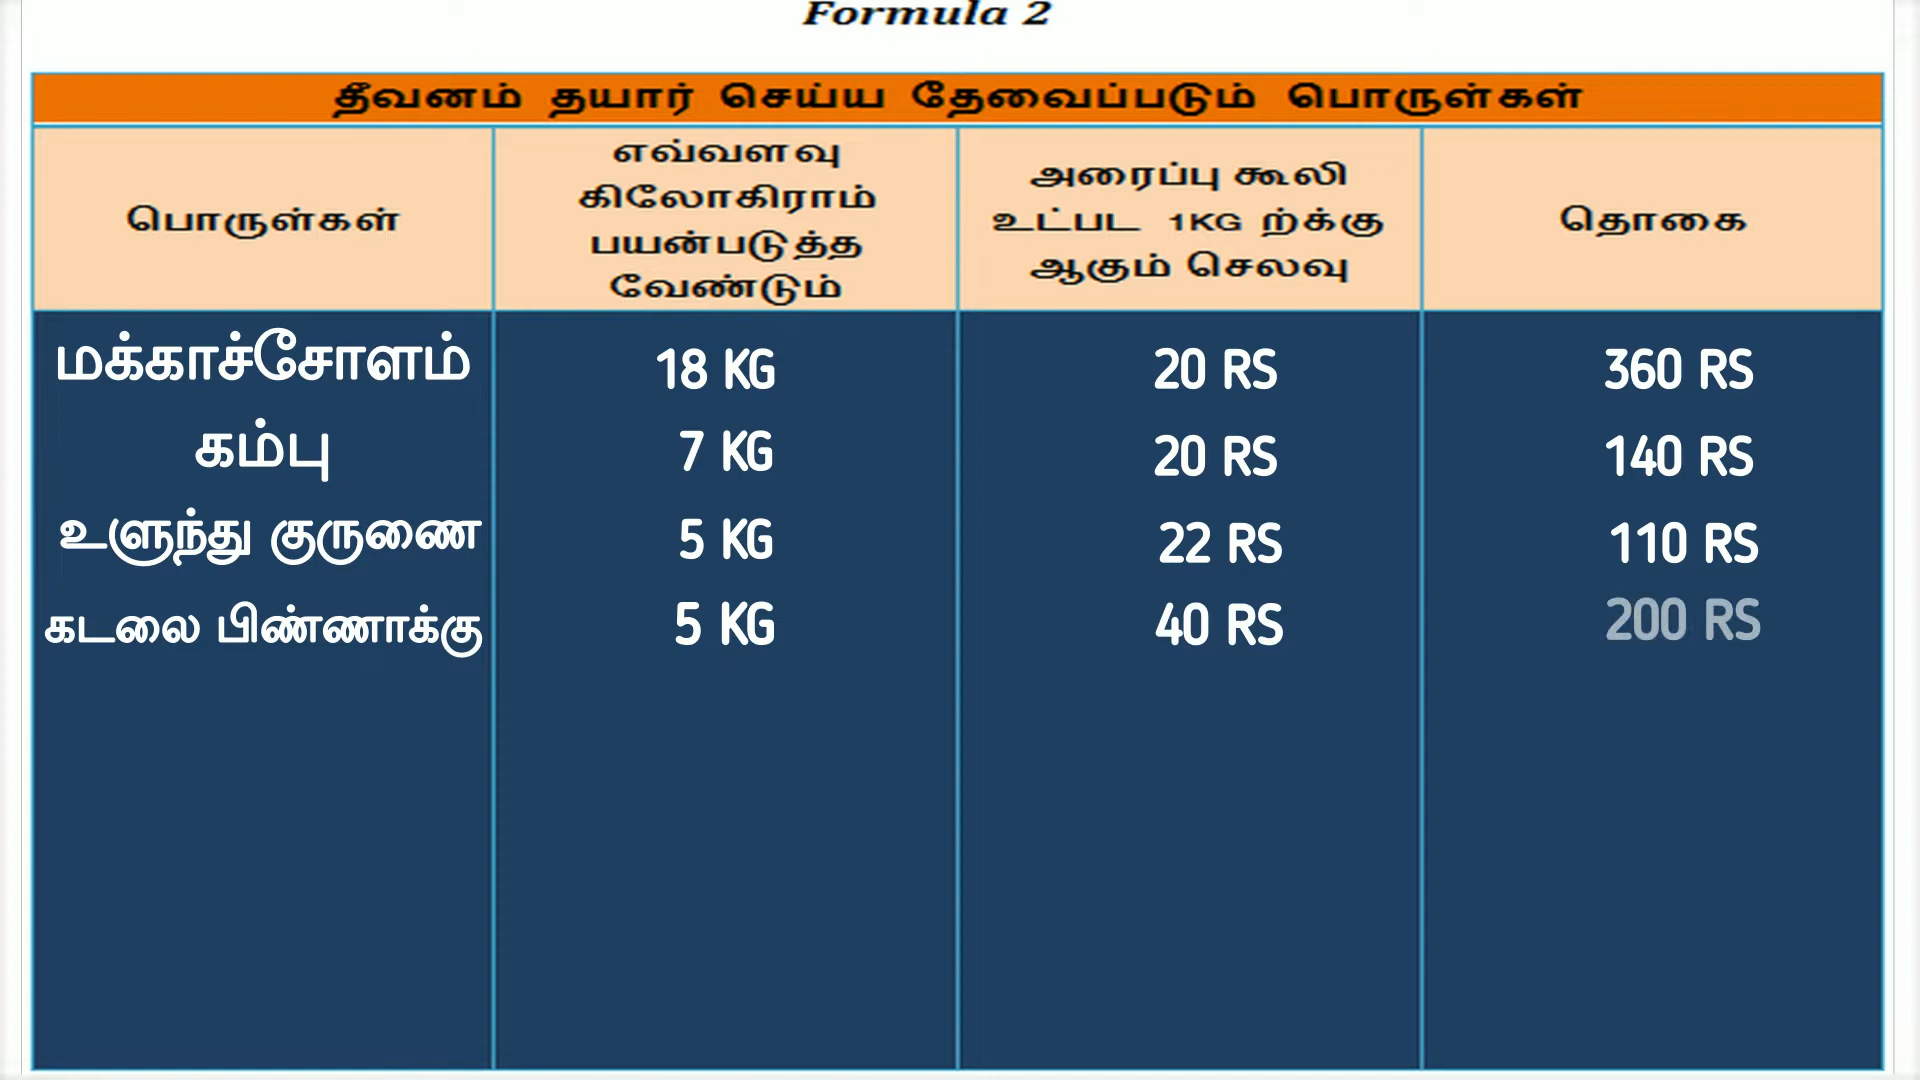 Formula 2
தீவனம் தயார் செய்ய தேவைப்படும் பொருள்கள்
பொருள்கள்
எவ்வளவு
கிலோகிராம்
பயன்படுத்த
வேண்டும்
அரைப்பு கூலி
உட்பட 1KG ற்க்கு
ஆகும் செலவு
தொகை
மக்காச்சோளம் 18 KG 20 RS 360 RS
கம்பு 7 KG 20 RS 140 RS
உளுந்து குருணை 5 KG 22 RS 110 RS
கடலை பிண்ணாக்கு 5 KG 40 RS 200 RS